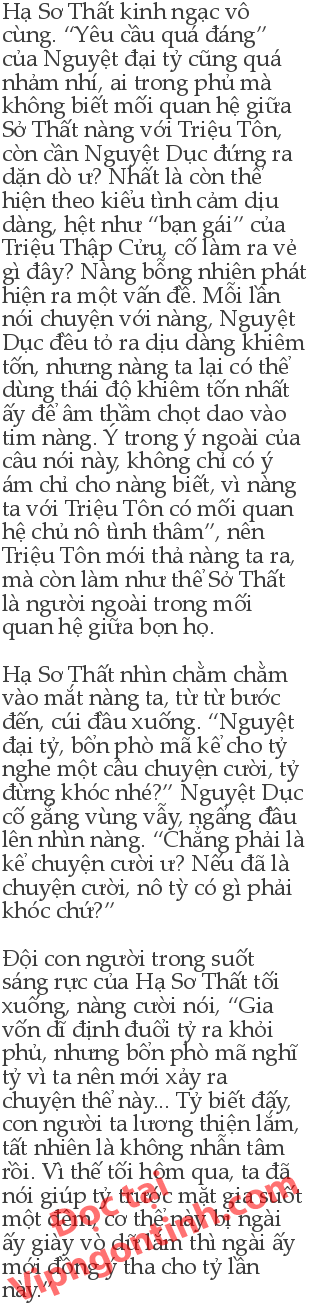 Hạ Sơ Thất kinh ngạc vô
cùng. “Yêu cầu quá đáng”
của Nguyệt đại tỷ cũng quá
nhảm nhí, ai trong phủ mà
không biết mối quan hệ giữa
Sở Thất nàng với Triệu Tôn,
còn cần Nguyệt Dục đứng ra
dặn dò ư? Nhất là còn thể
hiện theo kiểu tình cảm dịu
dàng, hệt như “bạn gái” của
Triệu Thập Cửu, cố làm ra vẻ
gì đây? Nàng bỗng nhiên phát
hiện ra một vấn đề. Mỗi lần
nói chuyện với nàng, Nguyệt
Dục đều tỏ ra dịu dàng khiêm
tốn, nhưng nàng ta lại có thể
dùng thái độ khiêm tốn nhất
ấy để âm thầm chọt dao vào
tim nàng. Ý trong ý ngoài của
câu nói này, không chỉ có ý
ám chỉ cho nàng biết, vì nàng
ta với Triệu Tôn có mối quan
hệ chủ nô tình thâm”, nên
Triệu Tôn mới thả nàng ta ra,
mà còn làm như thể Sở Thất
là người ngoài trong mối
quan hệ giữa bọn họ.
Hạ Sơ Thất nhìn chằm chằm
vào mắt nàng ta, từ từ bước
đến, cúi đầu xuống. “Nguyệt
đại tỷ, bổn phò mã kể cho tỷ
nghe một câu chuyện cười, tỷ
đừng khóc nhé?” Nguyệt Dục
cố gắng vùng vẫy, ngẩng đầu
lên nhìn nàng. “Chẳng phải là
kể chuyện cười ư? Nếu đã là
chuyện cười, nô tỳ có gì phải
khóc chứ?”
Đội con người trong suốt
sáng rực của Hạ Sơ Thất tối
xuống, nàng cười nói, “Gia
vốn dĩ định đuổi tỷ ra khỏi
phủ, nhưng bổn phò mã nghĩ
tỷ vì ta nên mới xảy ra
chuyện thế này... Tỷ biết đấy,
con người ta lương thiện lắm,
tất nhiên là không nhẫn tâm
rồi. Vì thế tối hôm qua, ta đã
nói giúp tỷ trước mặt gia suốt
một đêm, cơ thể nay bị ngài
ấy giày vò dữ lắm thì ngài ấy
mới đồng ý tha cho tỷ lần
này.”
Đọc tại
Vipngontinh.com